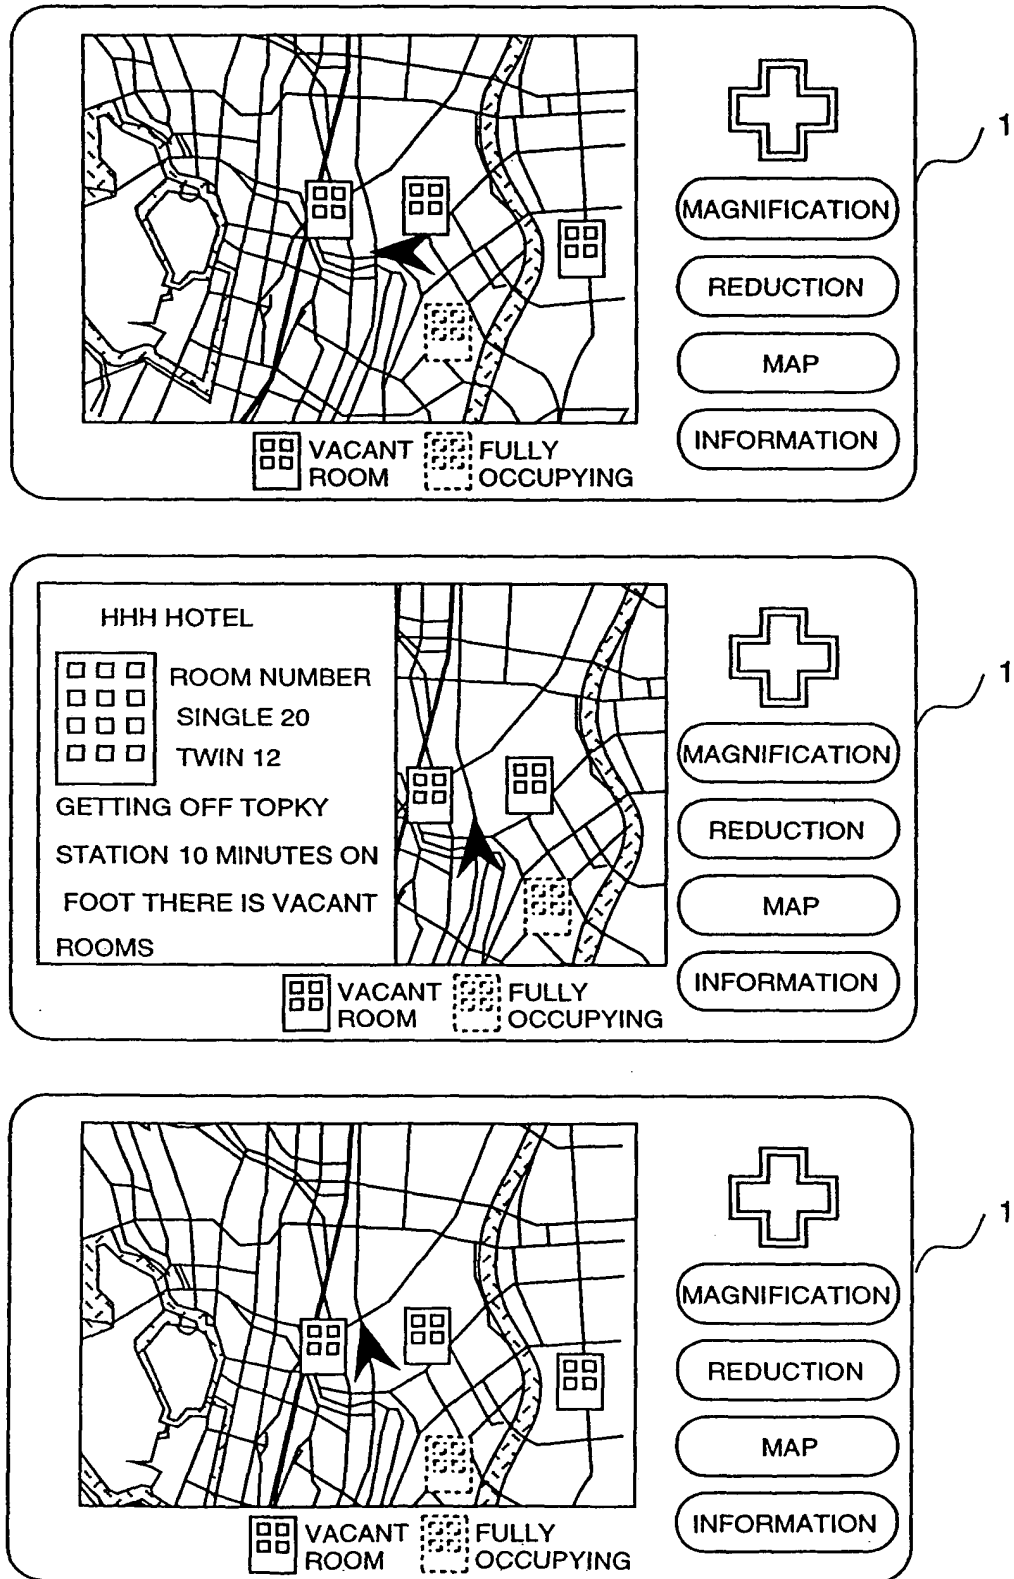 1
MAGNIFICATION
REDUCTION
MAP
INFORMATION
VACANT
ROOM
FULLY
OCCUPYING
1
HHH HOTEL
ROOM NUMBER
SINGLE 20
TWIN 12
GETTING OFF TOPKY
STATION 10 MINUTES ON
FOOT THERE IS VACANT
ROOMS
MAGNIFICATION
REDUCTION
MAP
INFORMATION
VACANT
ROOM
FULLY
OCCUPYING
1
MAGNIFICATION
REDUCTION
MAP
INFORMATION
VACANT
ROOM
FULLY
OCCUPYING